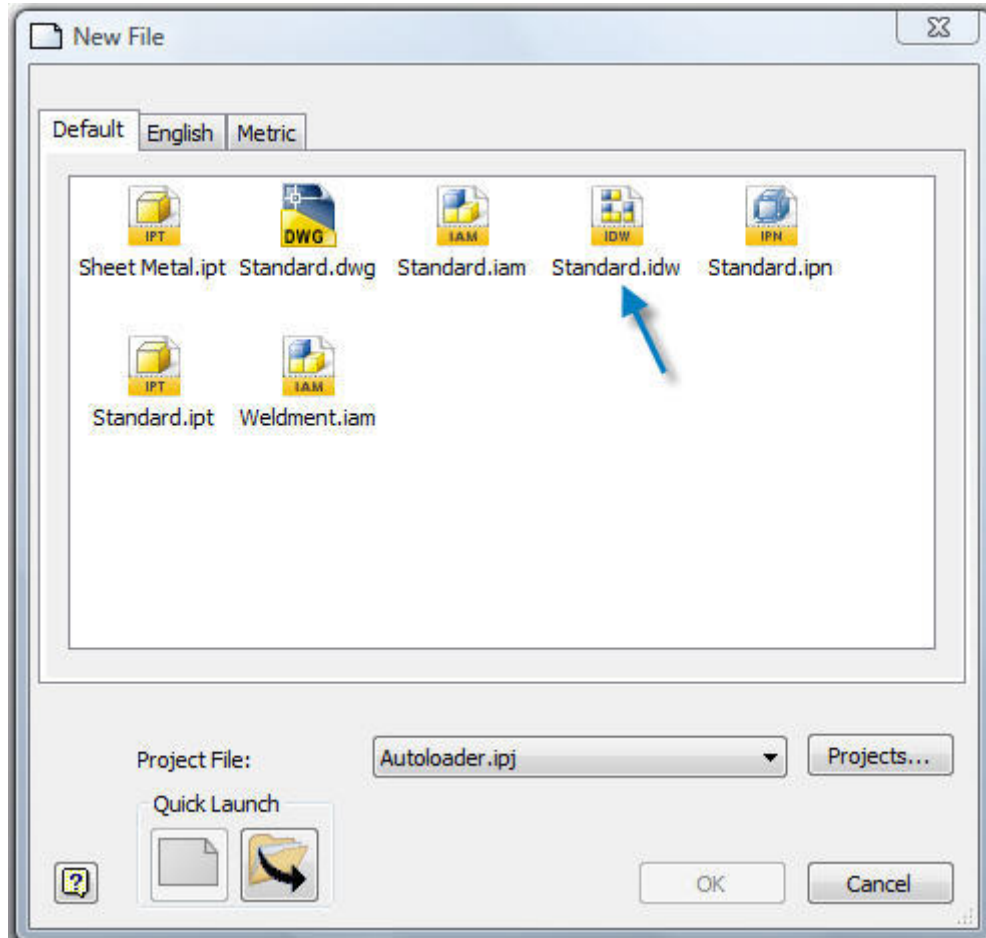 New File
Default English Metric
IPT DWG IAM IDW IPN
Sheet Metal.ipt Standard.dwg Standard.iam Standard.idw Standard.ipn
IPT IAM
Standard.ipt Weldment.iam
Project File: Autoloader.ipj Projects...
Quick Launch
? OK Cancel